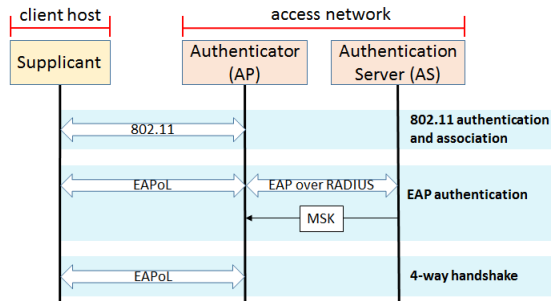 client host
access network
Supplicant
Authenticator
(AP)
Authentication
Server (AS)
802.11
802.11 authentication
and association
EAPoL
EAP over RADIUS
EAP authentication
MSK
EAPoL
4-way handshake